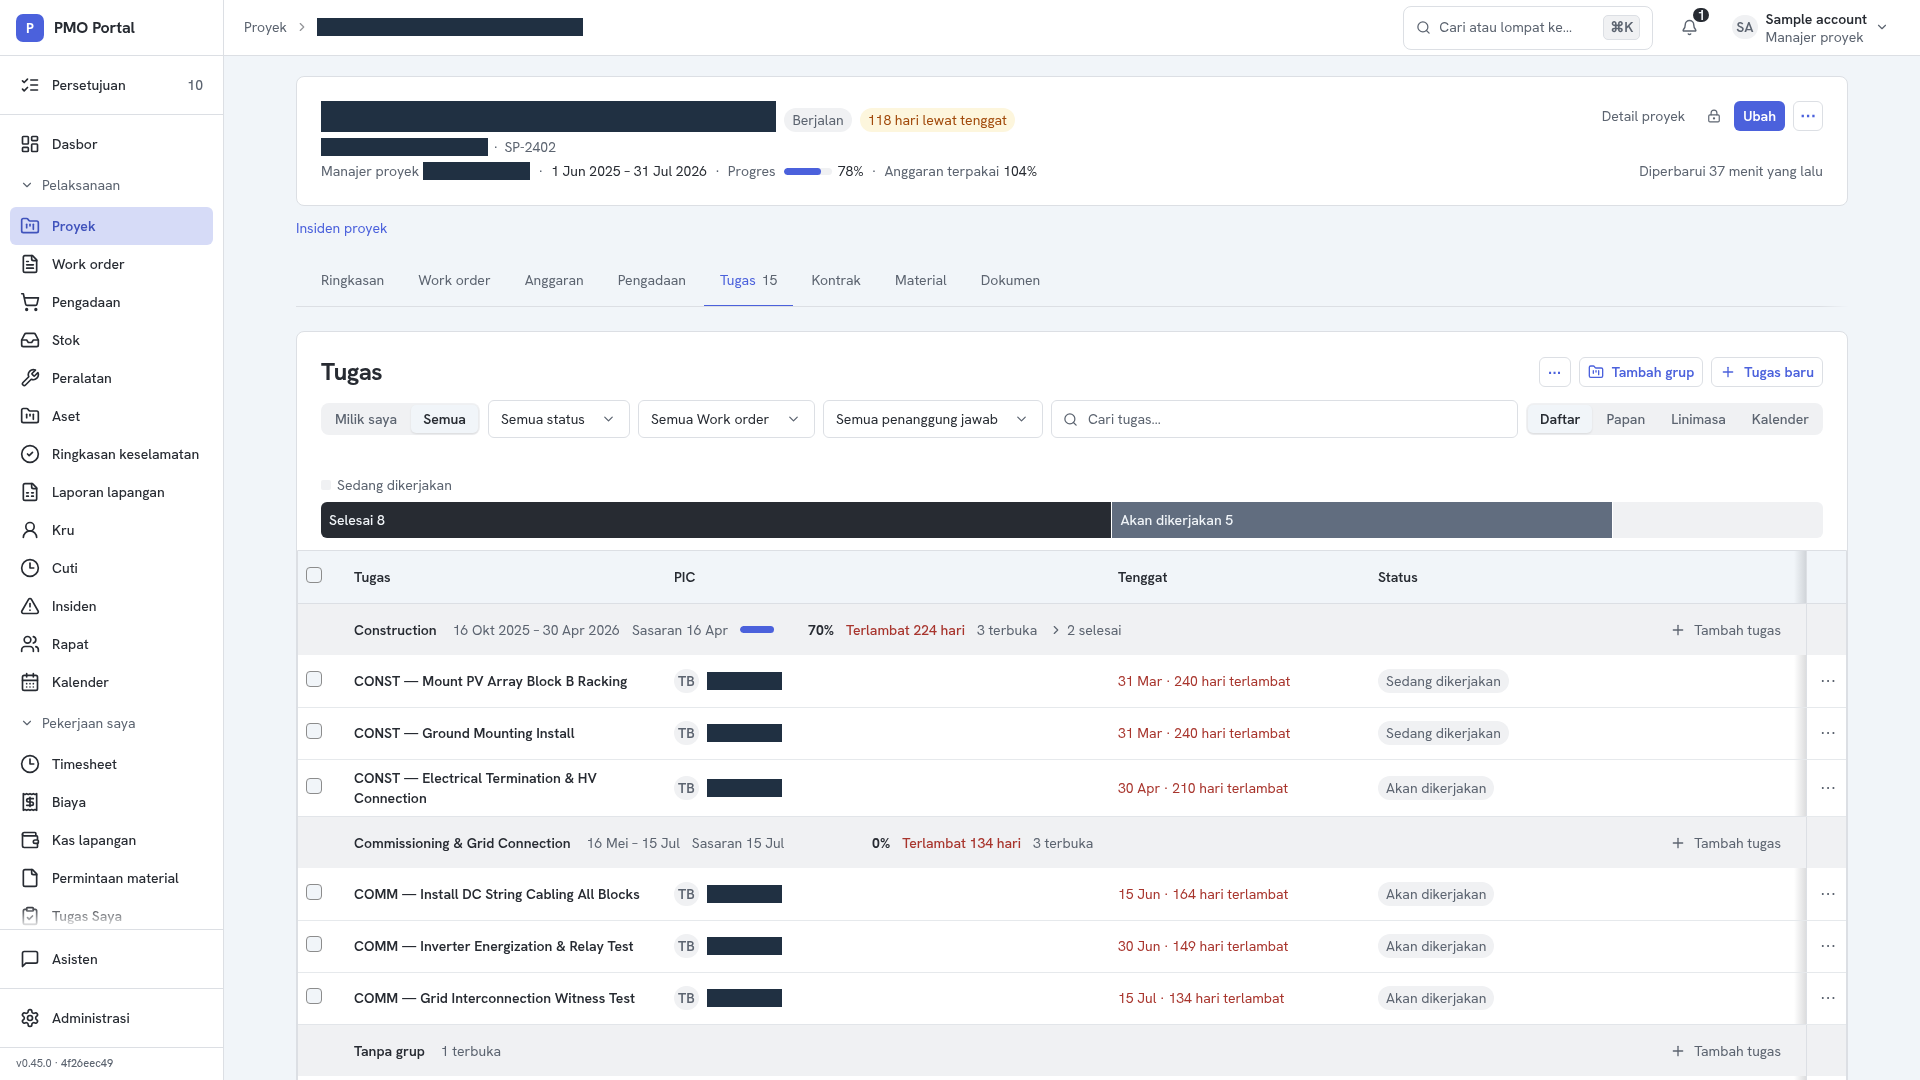 P PMO Portal
Proyek
Cari atau lompat ke... ⌘K
1
SA Sample account
Manajer proyek
Persetujuan 10
Dasbor
Pelaksanaan
Proyek
Work order
Pengadaan
Stok
Peralatan
Aset
Ringkasan keselamatan
Laporan lapangan
Kru
Cuti
Insiden
Rapat
Kalender
Pekerjaan saya
Timesheet
Biaya
Kas lapangan
Permintaan material
Tugas Saya
Asisten
Administrasi
v0.45.0 · 4f26eec49
Berjalan 118 hari lewat tenggat
Detail proyek Ubah ...
· SP-2402
Manajer proyek · 1 Jun 2025 – 31 Jul 2026 · Progres 78% · Anggaran terpakai 104%
Diperbarui 37 menit yang lalu
Insiden proyek
Ringkasan Work order Anggaran Pengadaan Tugas 15 Kontrak Material Dokumen
Tugas
... Tambah grup + Tugas baru
Milik saya Semua Semua status Semua Work order Semua penanggung jawab Cari tugas... Daftar Papan Linimasa Kalender
Sedang dikerjakan
Selesai 8 Akan dikerjakan 5
Tugas PIC Tenggat Status
Construction 16 Okt 2025 – 30 Apr 2026 Sasaran 16 Apr 70% Terlambat 224 hari 3 terbuka > 2 selesai + Tambah tugas
CONST — Mount PV Array Block B Racking TB 31 Mar · 240 hari terlambat Sedang dikerjakan ...
CONST — Ground Mounting Install TB 31 Mar · 240 hari terlambat Sedang dikerjakan ...
CONST — Electrical Termination & HV
Connection TB 30 Apr · 210 hari terlambat Akan dikerjakan ...
Commissioning & Grid Connection 16 Mei – 15 Jul Sasaran 15 Jul 0% Terlambat 134 hari 3 terbuka + Tambah tugas
COMM — Install DC String Cabling All Blocks TB 15 Jun · 164 hari terlambat Akan dikerjakan ...
COMM — Inverter Energization & Relay Test TB 30 Jun · 149 hari terlambat Akan dikerjakan ...
COMM — Grid Interconnection Witness Test TB 15 Jul · 134 hari terlambat Akan dikerjakan ...
Tanpa grup 1 terbuka + Tambah tugas